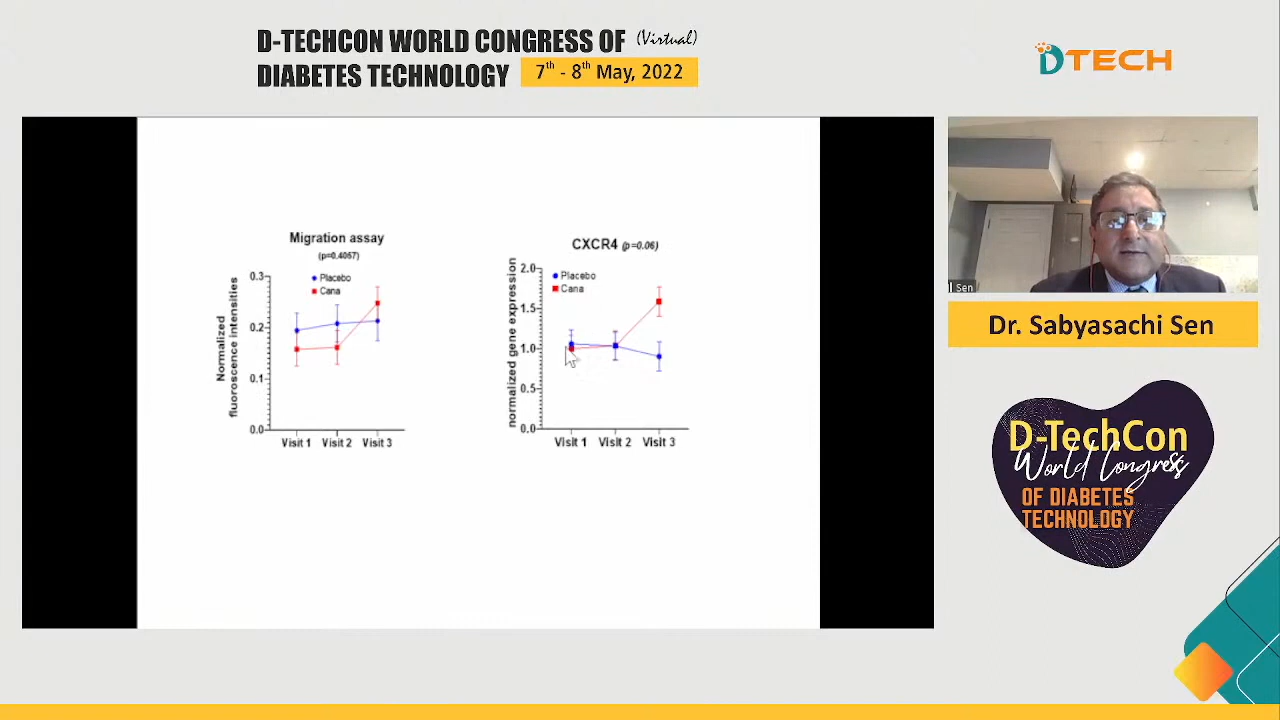 D-TECHCON WORLD CONGRESS OF (Virtual)
DIABETES TECHNOLOGY 7th - 8th May, 2022
DTECH
Migration assay
(p=0.4067)
Placebo
Cana
Normalized
fluoroscence intensities
0.3
0.2
0.1
0.0
Visit 1 Visit 2 Visit 3
CXCR4 (p=0.06)
Placebo
Cana
normalized gene expression
2.0
1.5
1.0
0.5
0.0
Visit 1 Visit 2 Visit 3
Sen
Dr. Sabyasachi Sen
D-TechCon
World Congress
OF DIABETES
TECHNOLOGY